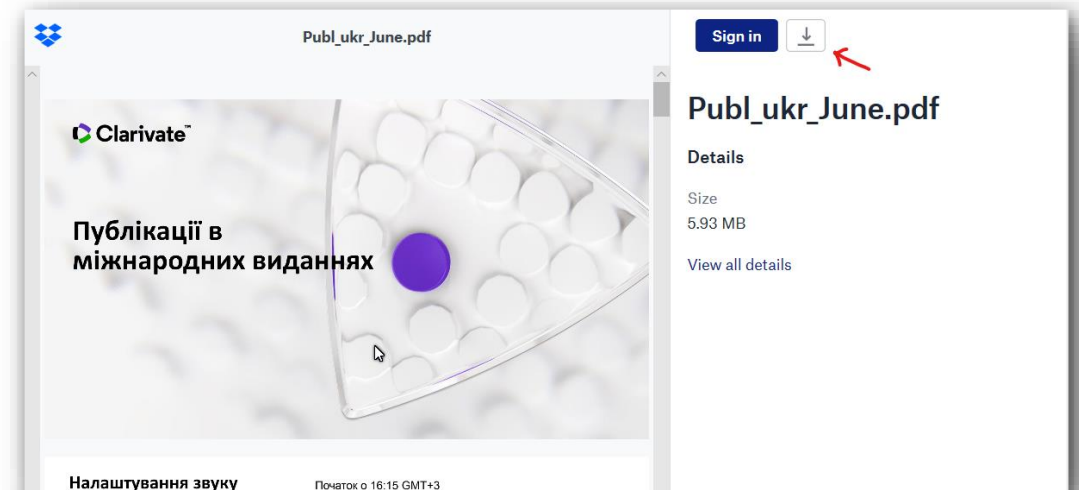 Publ_ukr_June.pdf
Sign in
Clarivate™
Публікації в
міжнародних виданнях
Налаштування звуку
Початок о 16:15 GMT+3
Publ_ukr_June.pdf
Details
Size
5.93 MB
View all details